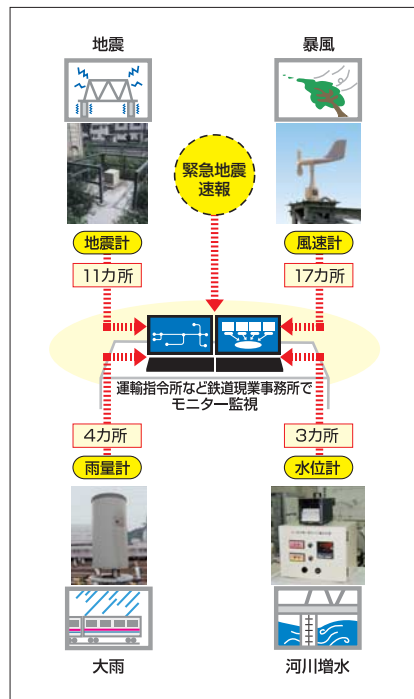 地震
暴風
緊急地震
速報
地震計
風速計
11カ所
17カ所
運輸指令所など鉄道現業事務所で
モニター監視
4カ所
3カ所
雨量計
水位計
大雨
河川増水